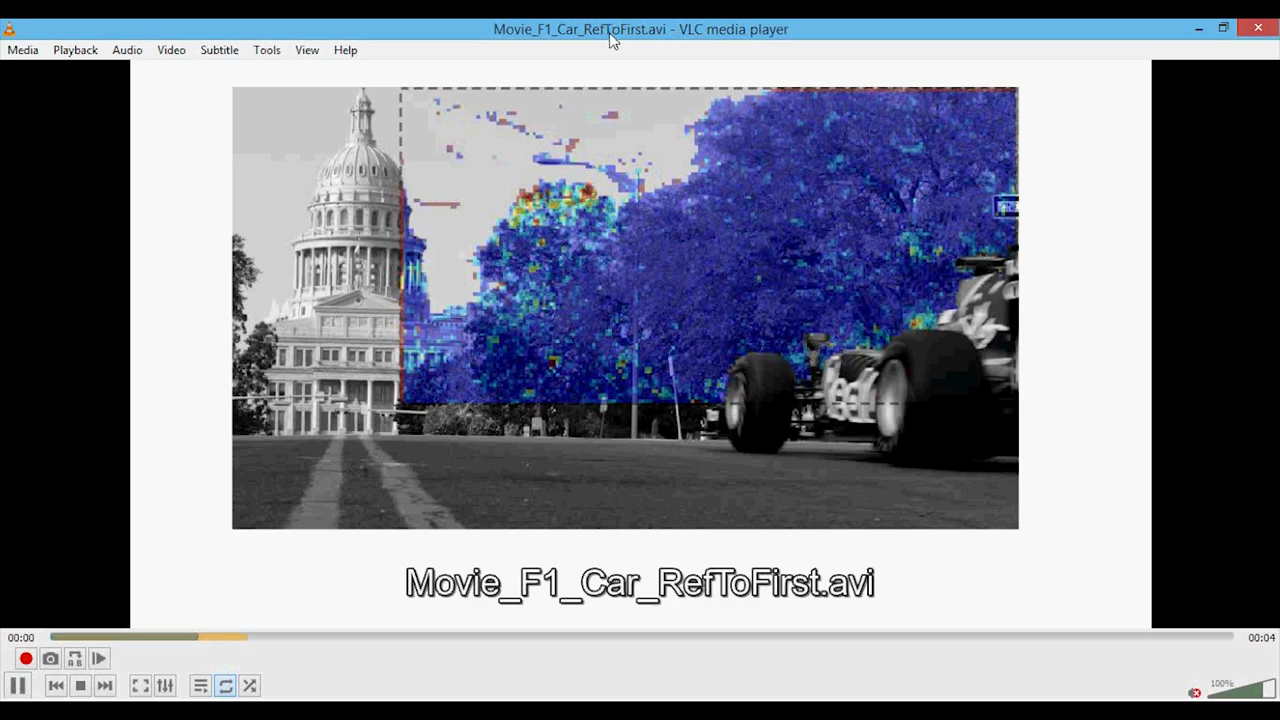 Movie_F1_Car_RefToFirst.avi - VLC media player
Media Playback Audio Video Subtitle Tools View Help
Movie_F1_Car_RefToFirst.avi
00:00
00:04
A B
100%